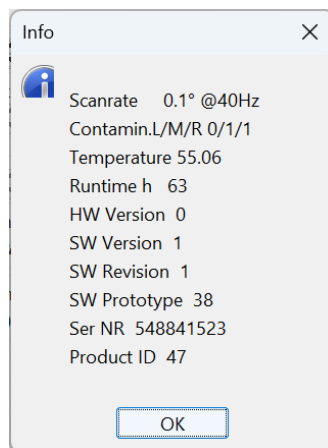 Info
Scanrate 0.1° @40Hz
Contamin.L/M/R 0/1/1
Temperature 55.06
Runtime h 63
HW Version 0
SW Version 1
SW Revision 1
SW Prototype 38
Ser NR 548841523
Product ID 47
OK